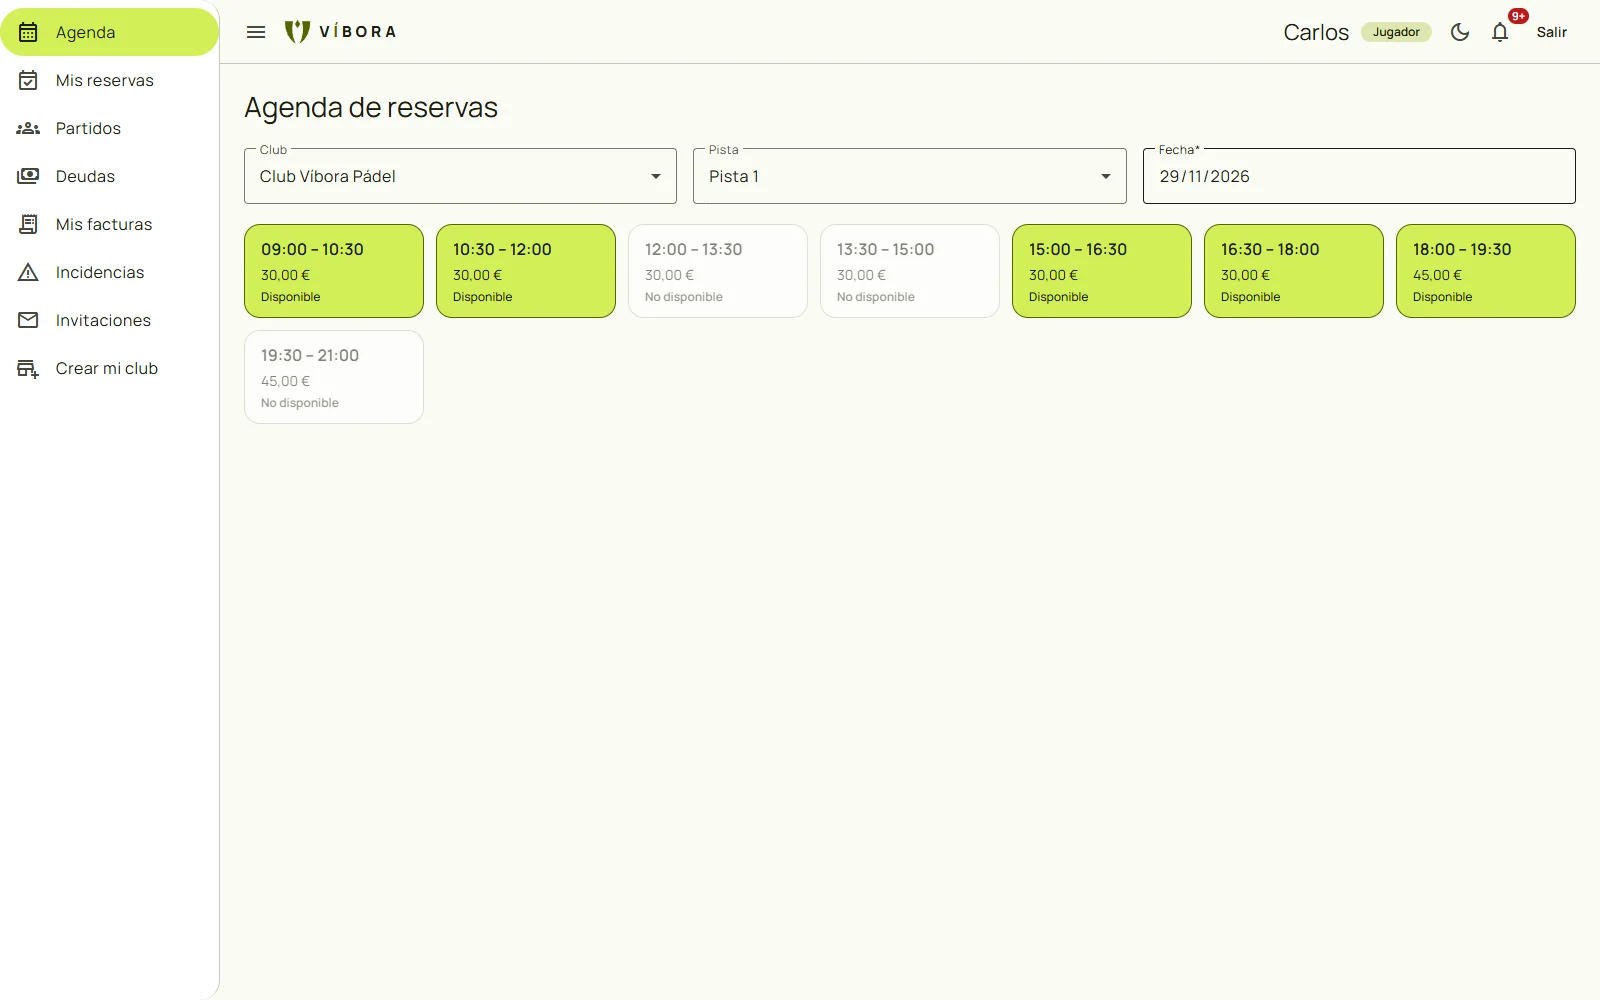 Agenda
Mis reservas
Partidos
Deudas
Mis facturas
Incidencias
Invitaciones
Crear mi club
VÍBORA
Carlos
Jugador
9+
Salir
Agenda de reservas
Club
Club Víbora Pádel
Pista
Pista 1
Fecha*
29/11/2026
09:00 – 10:30
30,00 €
Disponible
10:30 – 12:00
30,00 €
Disponible
12:00 – 13:30
30,00 €
No disponible
13:30 – 15:00
30,00 €
No disponible
15:00 – 16:30
30,00 €
Disponible
16:30 – 18:00
30,00 €
Disponible
18:00 – 19:30
45,00 €
Disponible
19:30 – 21:00
45,00 €
No disponible